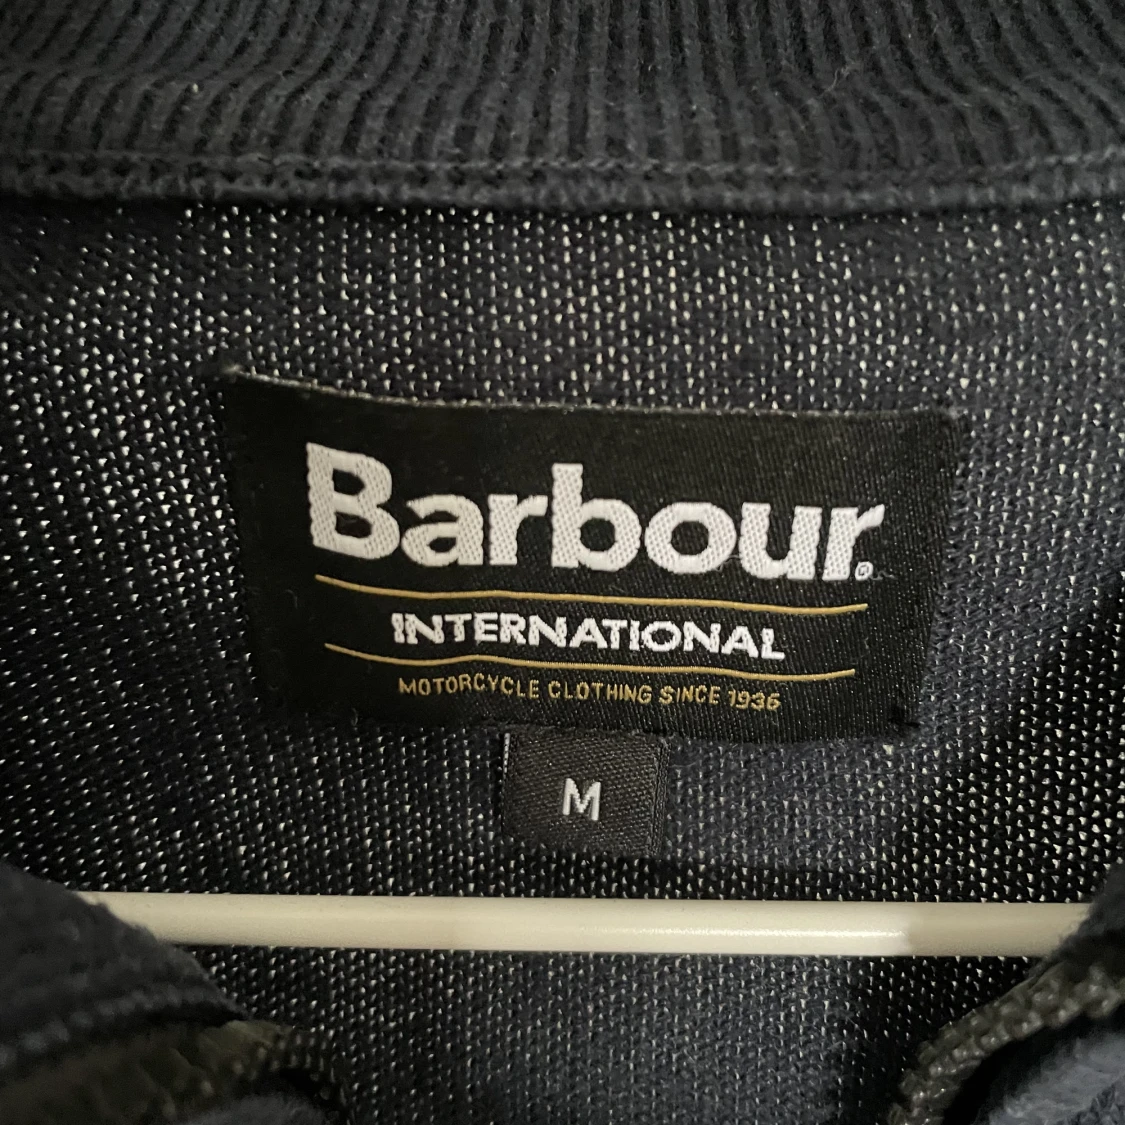 Barbour®
INTERNATIONAL
MOTORCYCLE CLOTHING SINCE 1936
M